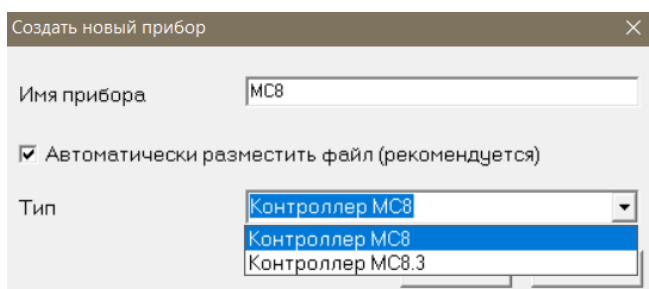 Создать новый прибор
Имя прибора MC8
Автоматически разместить файл (рекомендуется)
Тип Контроллер MC8
Контроллер MC8
Контроллер MC8.3